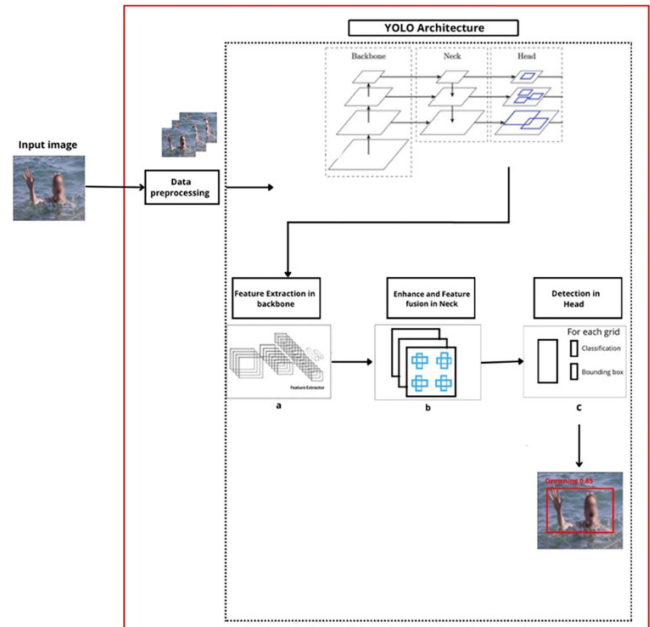 YOLO Architecture
Backbone
Neck
Head
Input image
Data
preprocessing
Feature Extraction in
backbone
Enhance and Feature
fusion in Neck
Detection in
Head
For each grid
Classification
Bounding box
Feature Extractor
a
b
c